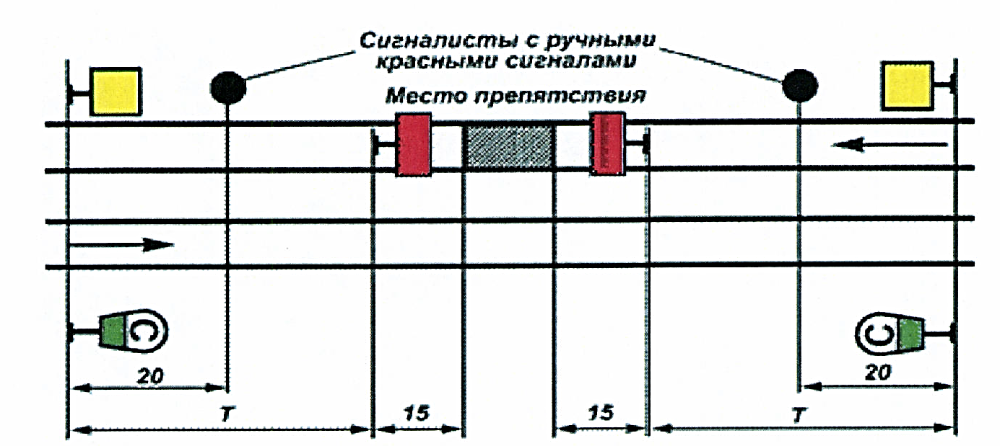 Сигналисты с ручными
красными сигналами
Место препятствия
С
С
20
20
Т
15
15
Т